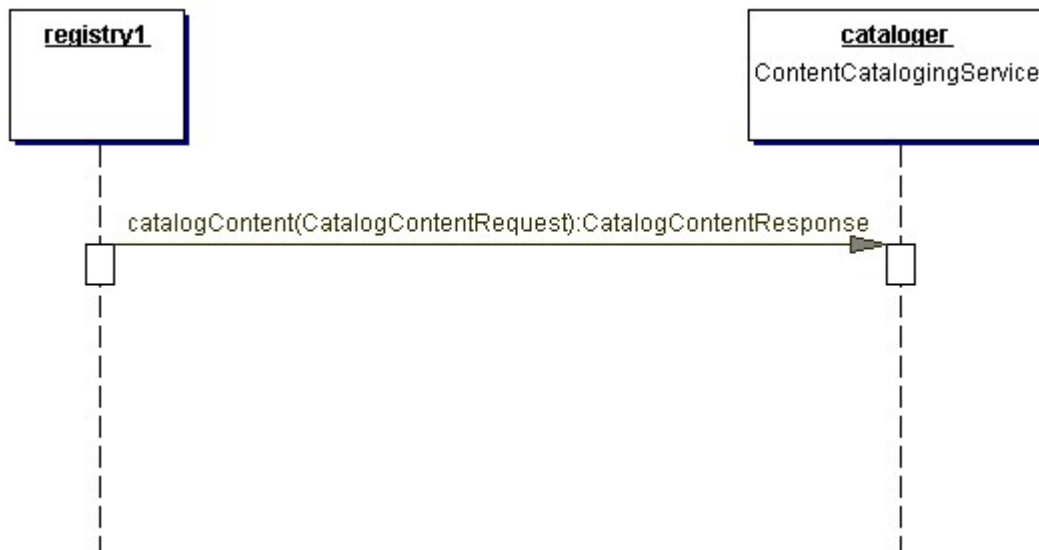 registry1
cataloger
ContentCatalogingService
catalogContent(CatalogContentRequest):CatalogContentResponse